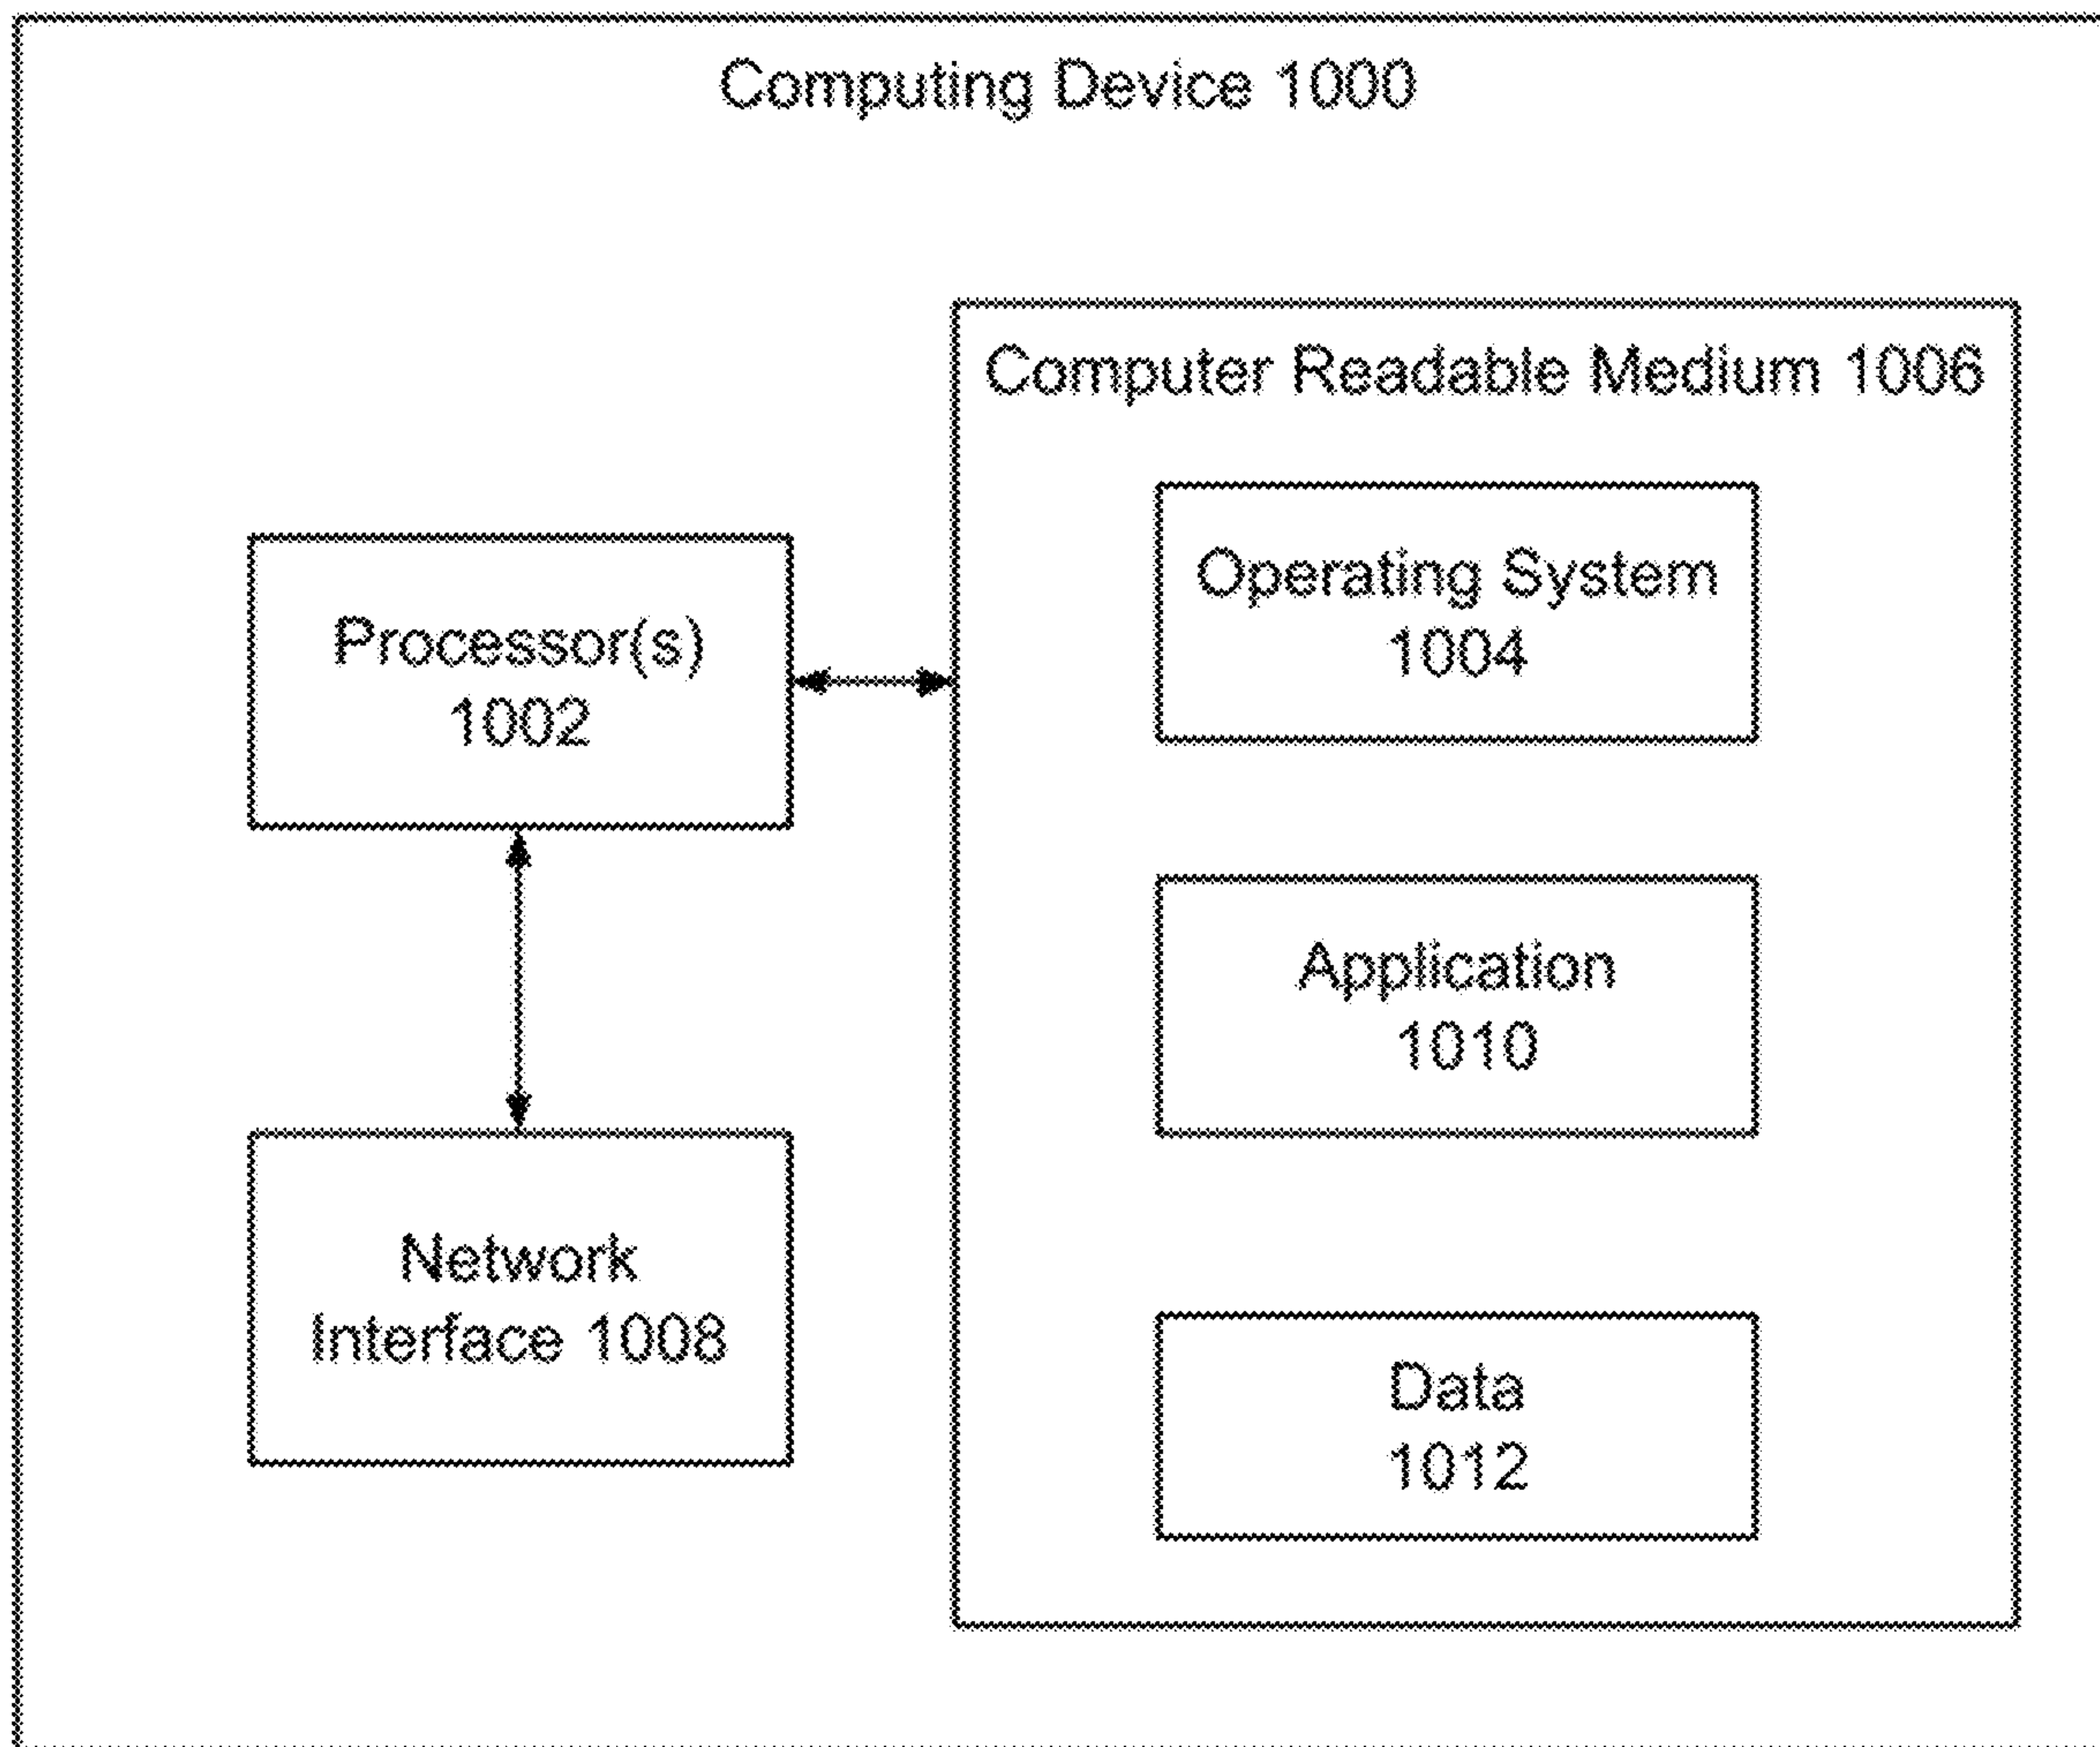 Computing Device 1000
Computer Readable Medium 1006
Operating System
1004
Processor(s)
1002
Application
1010
Network
Interface 1008
Data
1012